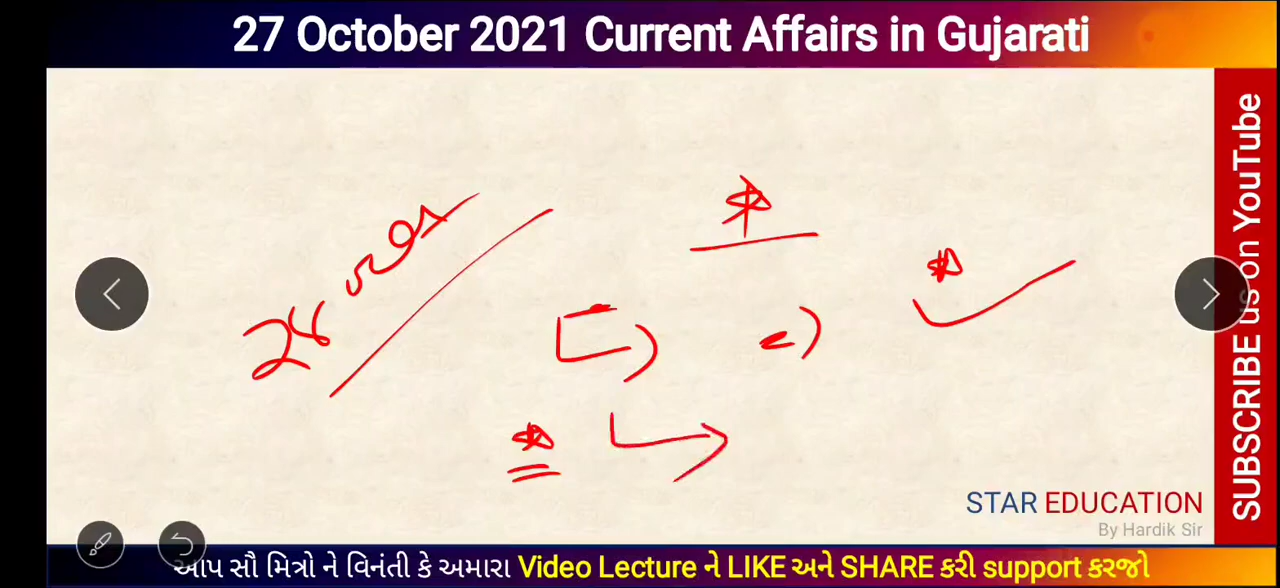 27 October 2021 Current Affairs in Gujarati
SUBSCRIBE us on YouTube
STAR EDUCATION
By Hardik Sir
આપ સૌ મિત્રો ને વિનંતી કે અમારા Video Lecture ને LIKE અને SHARE કરી support કરજો